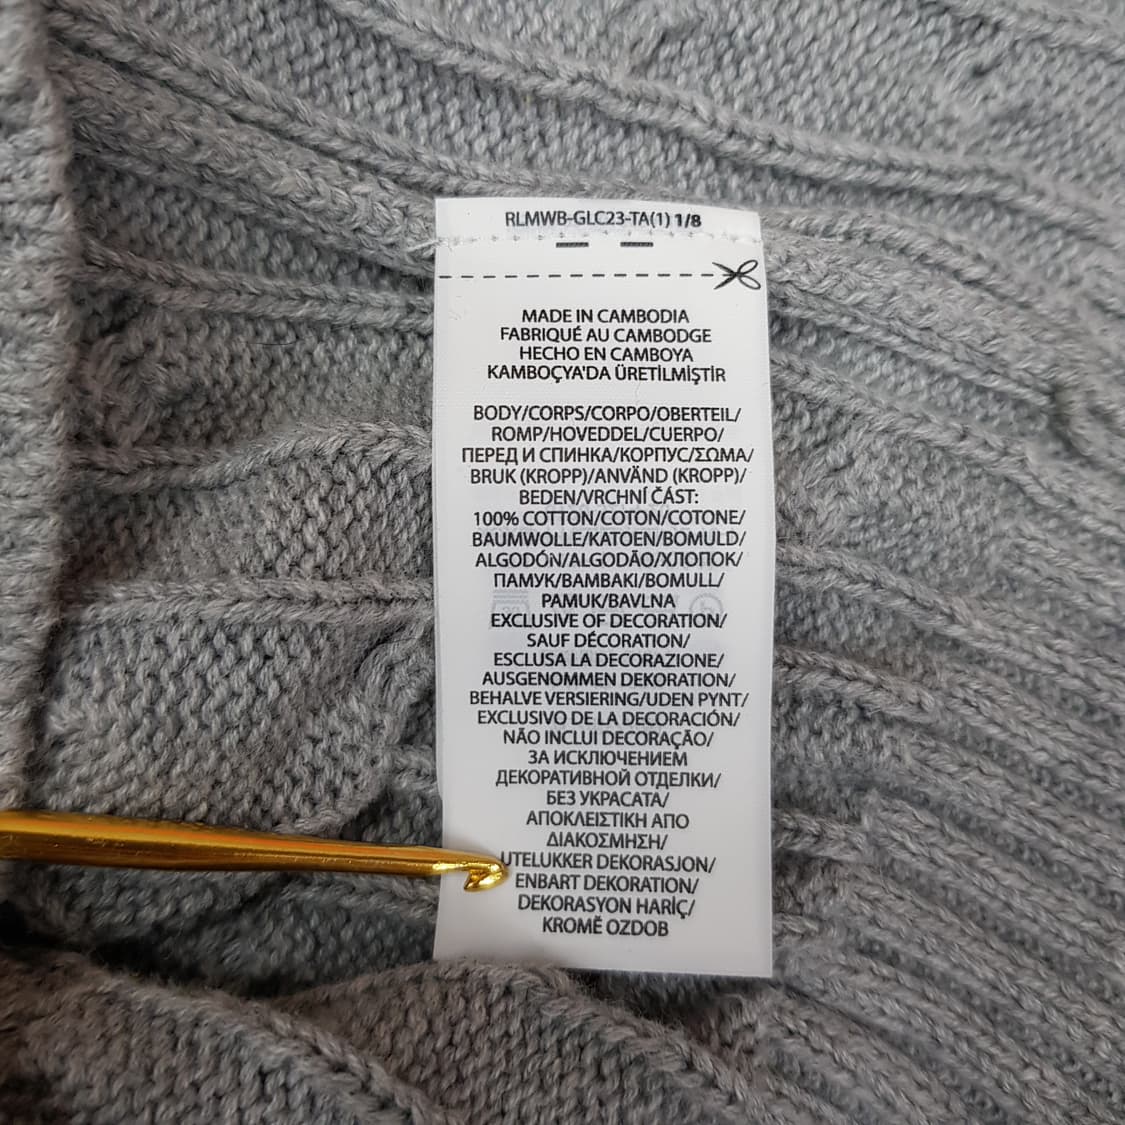 RLMWB-GLC23-TA(1) 1/8
MADE IN CAMBODIA
FABRIQUÉ AU CAMBODGE
HECHO EN CAMBOYA
KAMBOÇYA'DA ÜRETİLMİŞTİR
BODY/CORPS/CORPO/OBERTEIL/
ROMP/HOVEDDEL/CUERPO/
ПЕРЕД И СПИНКА/КОРПУС/ΣΩΜΑ/
BRUK (KROPP)/ANVÄND (KROPP)/
BEDEN/VRCHNÍ ČÁST:
100% COTTON/COTON/COTONE/
BAUMWOLLE/KATOEN/BOMULD/
ALGODÓN/ALGODÃO/ХЛОПОК/
ПАМУК/BAMBAKI/BOMULL/
PAMUK/BAVLNA
EXCLUSIVE OF DECORATION/
SAUF DÉCORATION/
ESCLUSA LA DECORAZIONE/
AUSGENOMMEN DEKORATION/
BEHALVE VERSIERING/UDEN PYNT/
EXCLUSIVO DE LA DECORACIÓN/
NÃO INCLUI DECORAÇÃO/
ЗА ИСКЛЮЧЕНИЕМ
ДЕКОРАТИВНОЙ ОТДЕЛКИ/
БЕЗ УКРАСАТА/
ΑΠΟΚΛΕΙΣΤΙΚΗ ΑΠΟ
ΔΙΑΚΟΣΜΗΣΗ/
UTELUKKER DEKORASJON/
ENBART DEKORATION/
DEKORASYON HARİÇ/
KROMĚ OZDOB